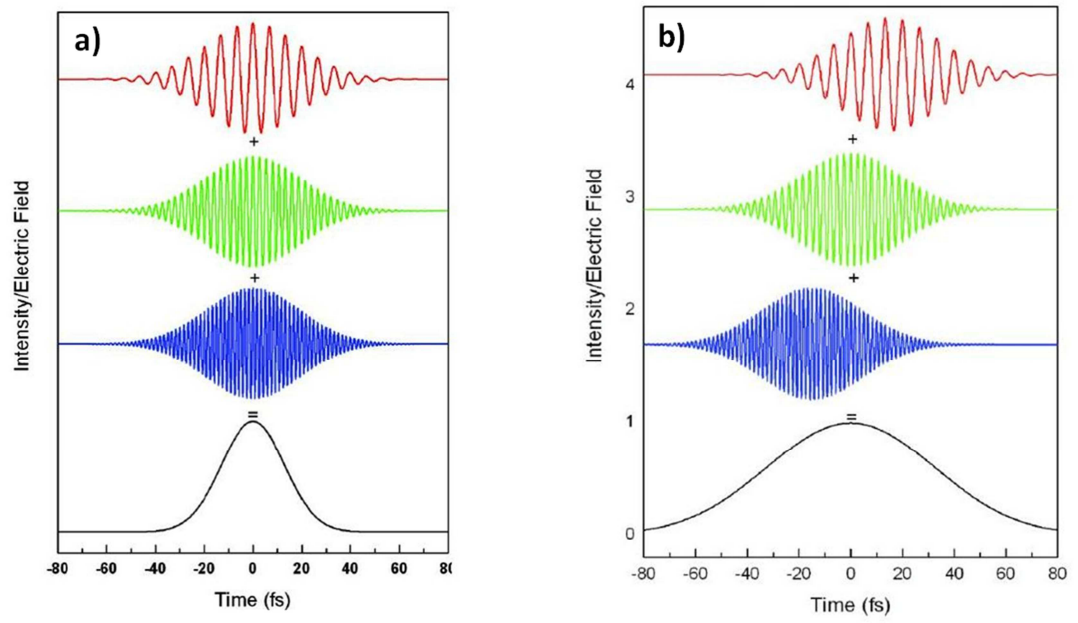 a)
+
+
=
Intensity/Electric Field
-80 -60 -40 -20 0 20 40 60 80
Time (fs)
b)
4
+
3
+
2
1
=
0
Intensity/Electric Field
-80 -60 -40 -20 0 20 40 60 80
Time (fs)